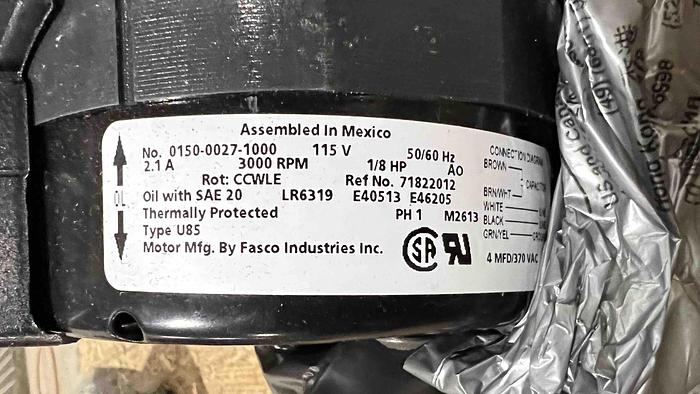 Assembled In Mexico
No. 0150-0027-1000 115 V 50/60 Hz
2.1 A 3000 RPM 1/8 HP AO
Rot: CCWLE Ref No. 71822012
Oil with SAE 20 LR6319 E40513 E46205
Thermally Protected PH 1 M2613
Type U85
Motor Mfg. By Fasco Industries Inc.
OIL
CONNECTION DIAGRAM
BROWN
BRN/WHT
WHITE
BLACK
GRN/YEL
4 MFD/370 VAC
SA
US and